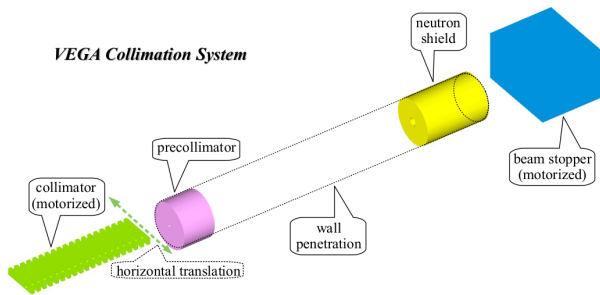 VEGA Collimation System
neutron
shield
precollimator
collimator
(motorized)
beam stopper
(motorized)
wall
penetration
horizontal translation